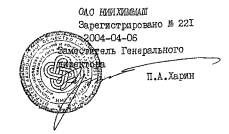 ОАО НИИХИММАШ
Зарегистрировано № 221
2004-04-06
Заместитель Генерального
директора
П.А.Харин